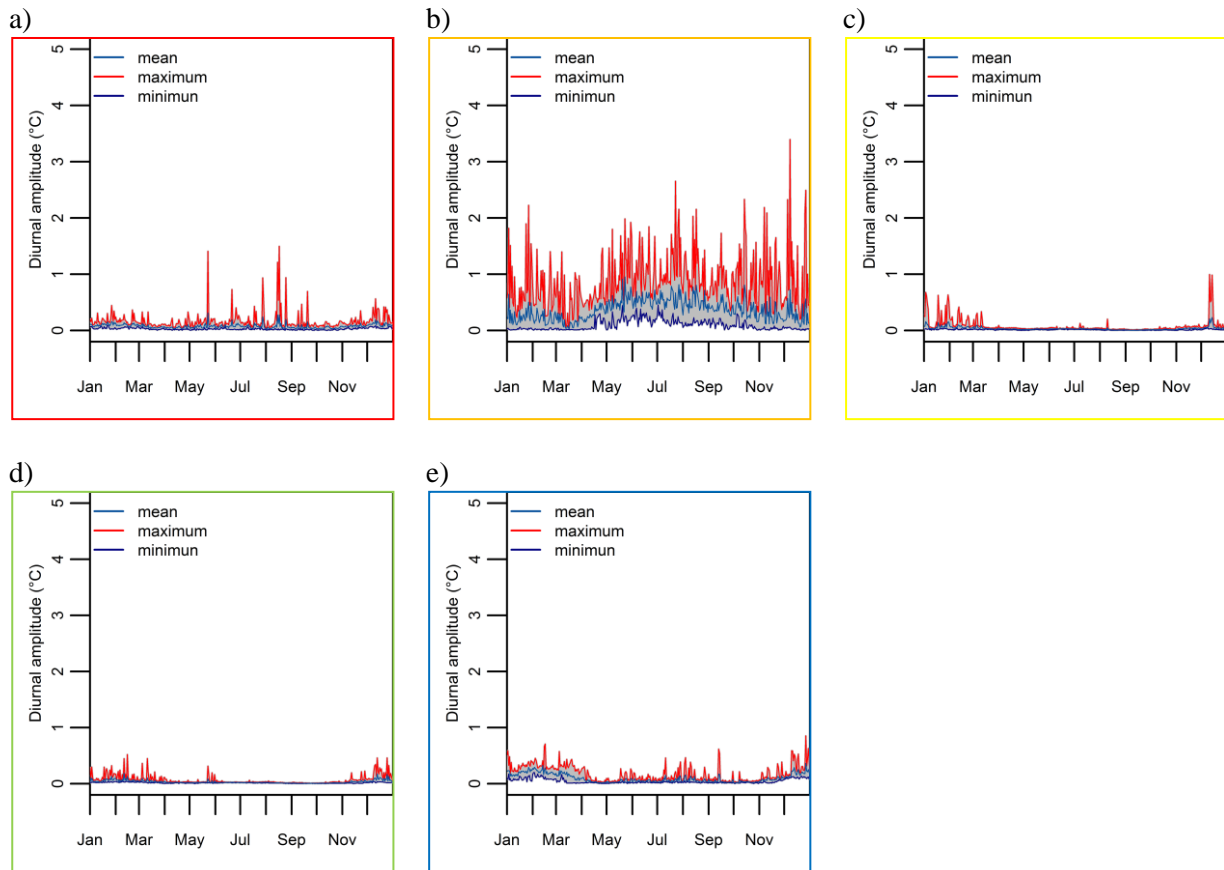 a) b) c)
5 mean 5 mean 5 mean
maximum maximum maximum
4 minimun 4 minimun 4 minimun
Diurnal amplitude (°C) Diurnal amplitude (°C) Diurnal amplitude (°C)
3 3 3
2 2 2
1 1 1
0 0 0
Jan Mar May Jul Sep Nov Jan Mar May Jul Sep Nov Jan Mar May Jul Sep Nov
d) e)
5 mean 5 mean
maximum maximum
4 minimun 4 minimun
Diurnal amplitude (°C) Diurnal amplitude (°C)
3 3
2 2
1 1
0 0
Jan Mar May Jul Sep Nov Jan Mar May Jul Sep Nov